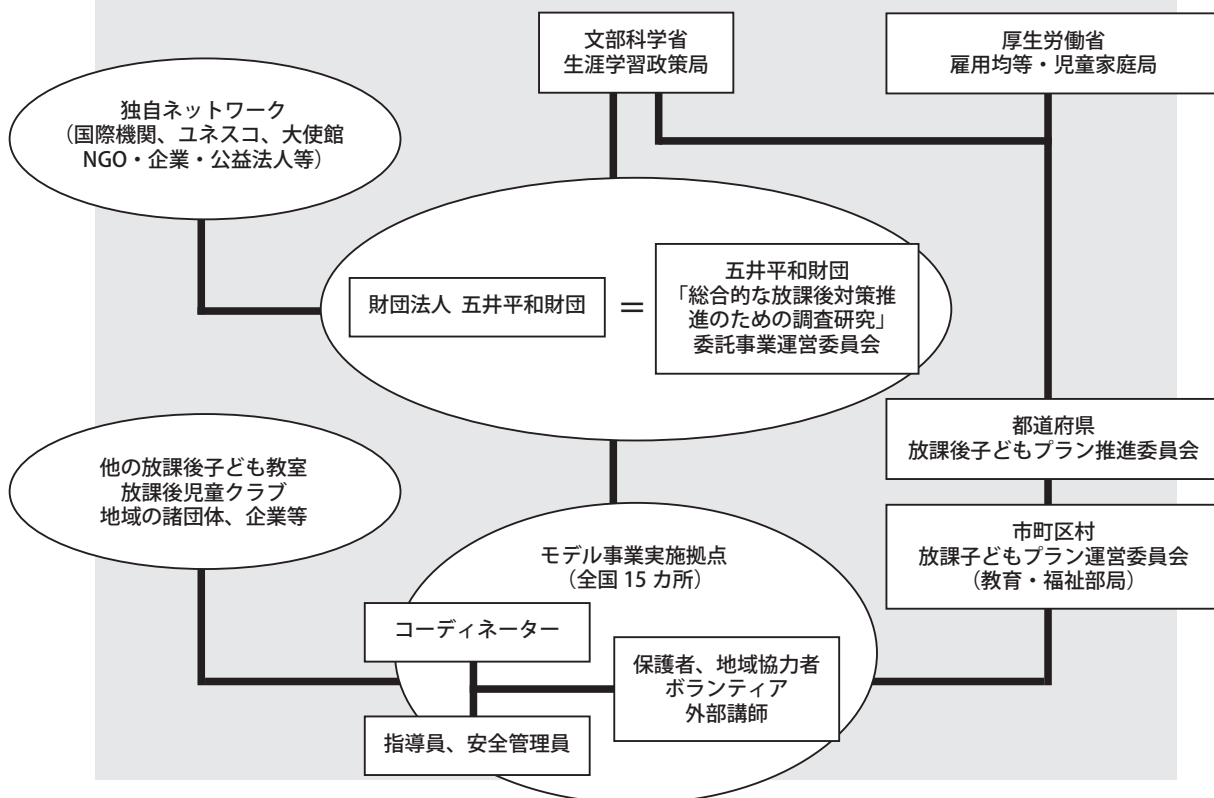 文部科学省
生涯学習政策局
厚生労働省
雇用均等・児童家庭局
独自ネットワーク
（国際機関、ユネスコ、大使館
NGO・企業・公益法人等）
財団法人 五井平和財団
＝
五井平和財団
「総合的な放課後対策推
進のための調査研究」
委託事業運営委員会
都道府県
放課後子どもプラン推進委員会
他の放課後子ども教室
放課後児童クラブ
地域の諸団体、企業等
市町区村
放課子どもプラン運営委員会
（教育・福祉部局）
モデル事業実施拠点
（全国 15 カ所）
コーディネーター
保護者、地域協力者
ボランティア
外部講師
指導員、安全管理員